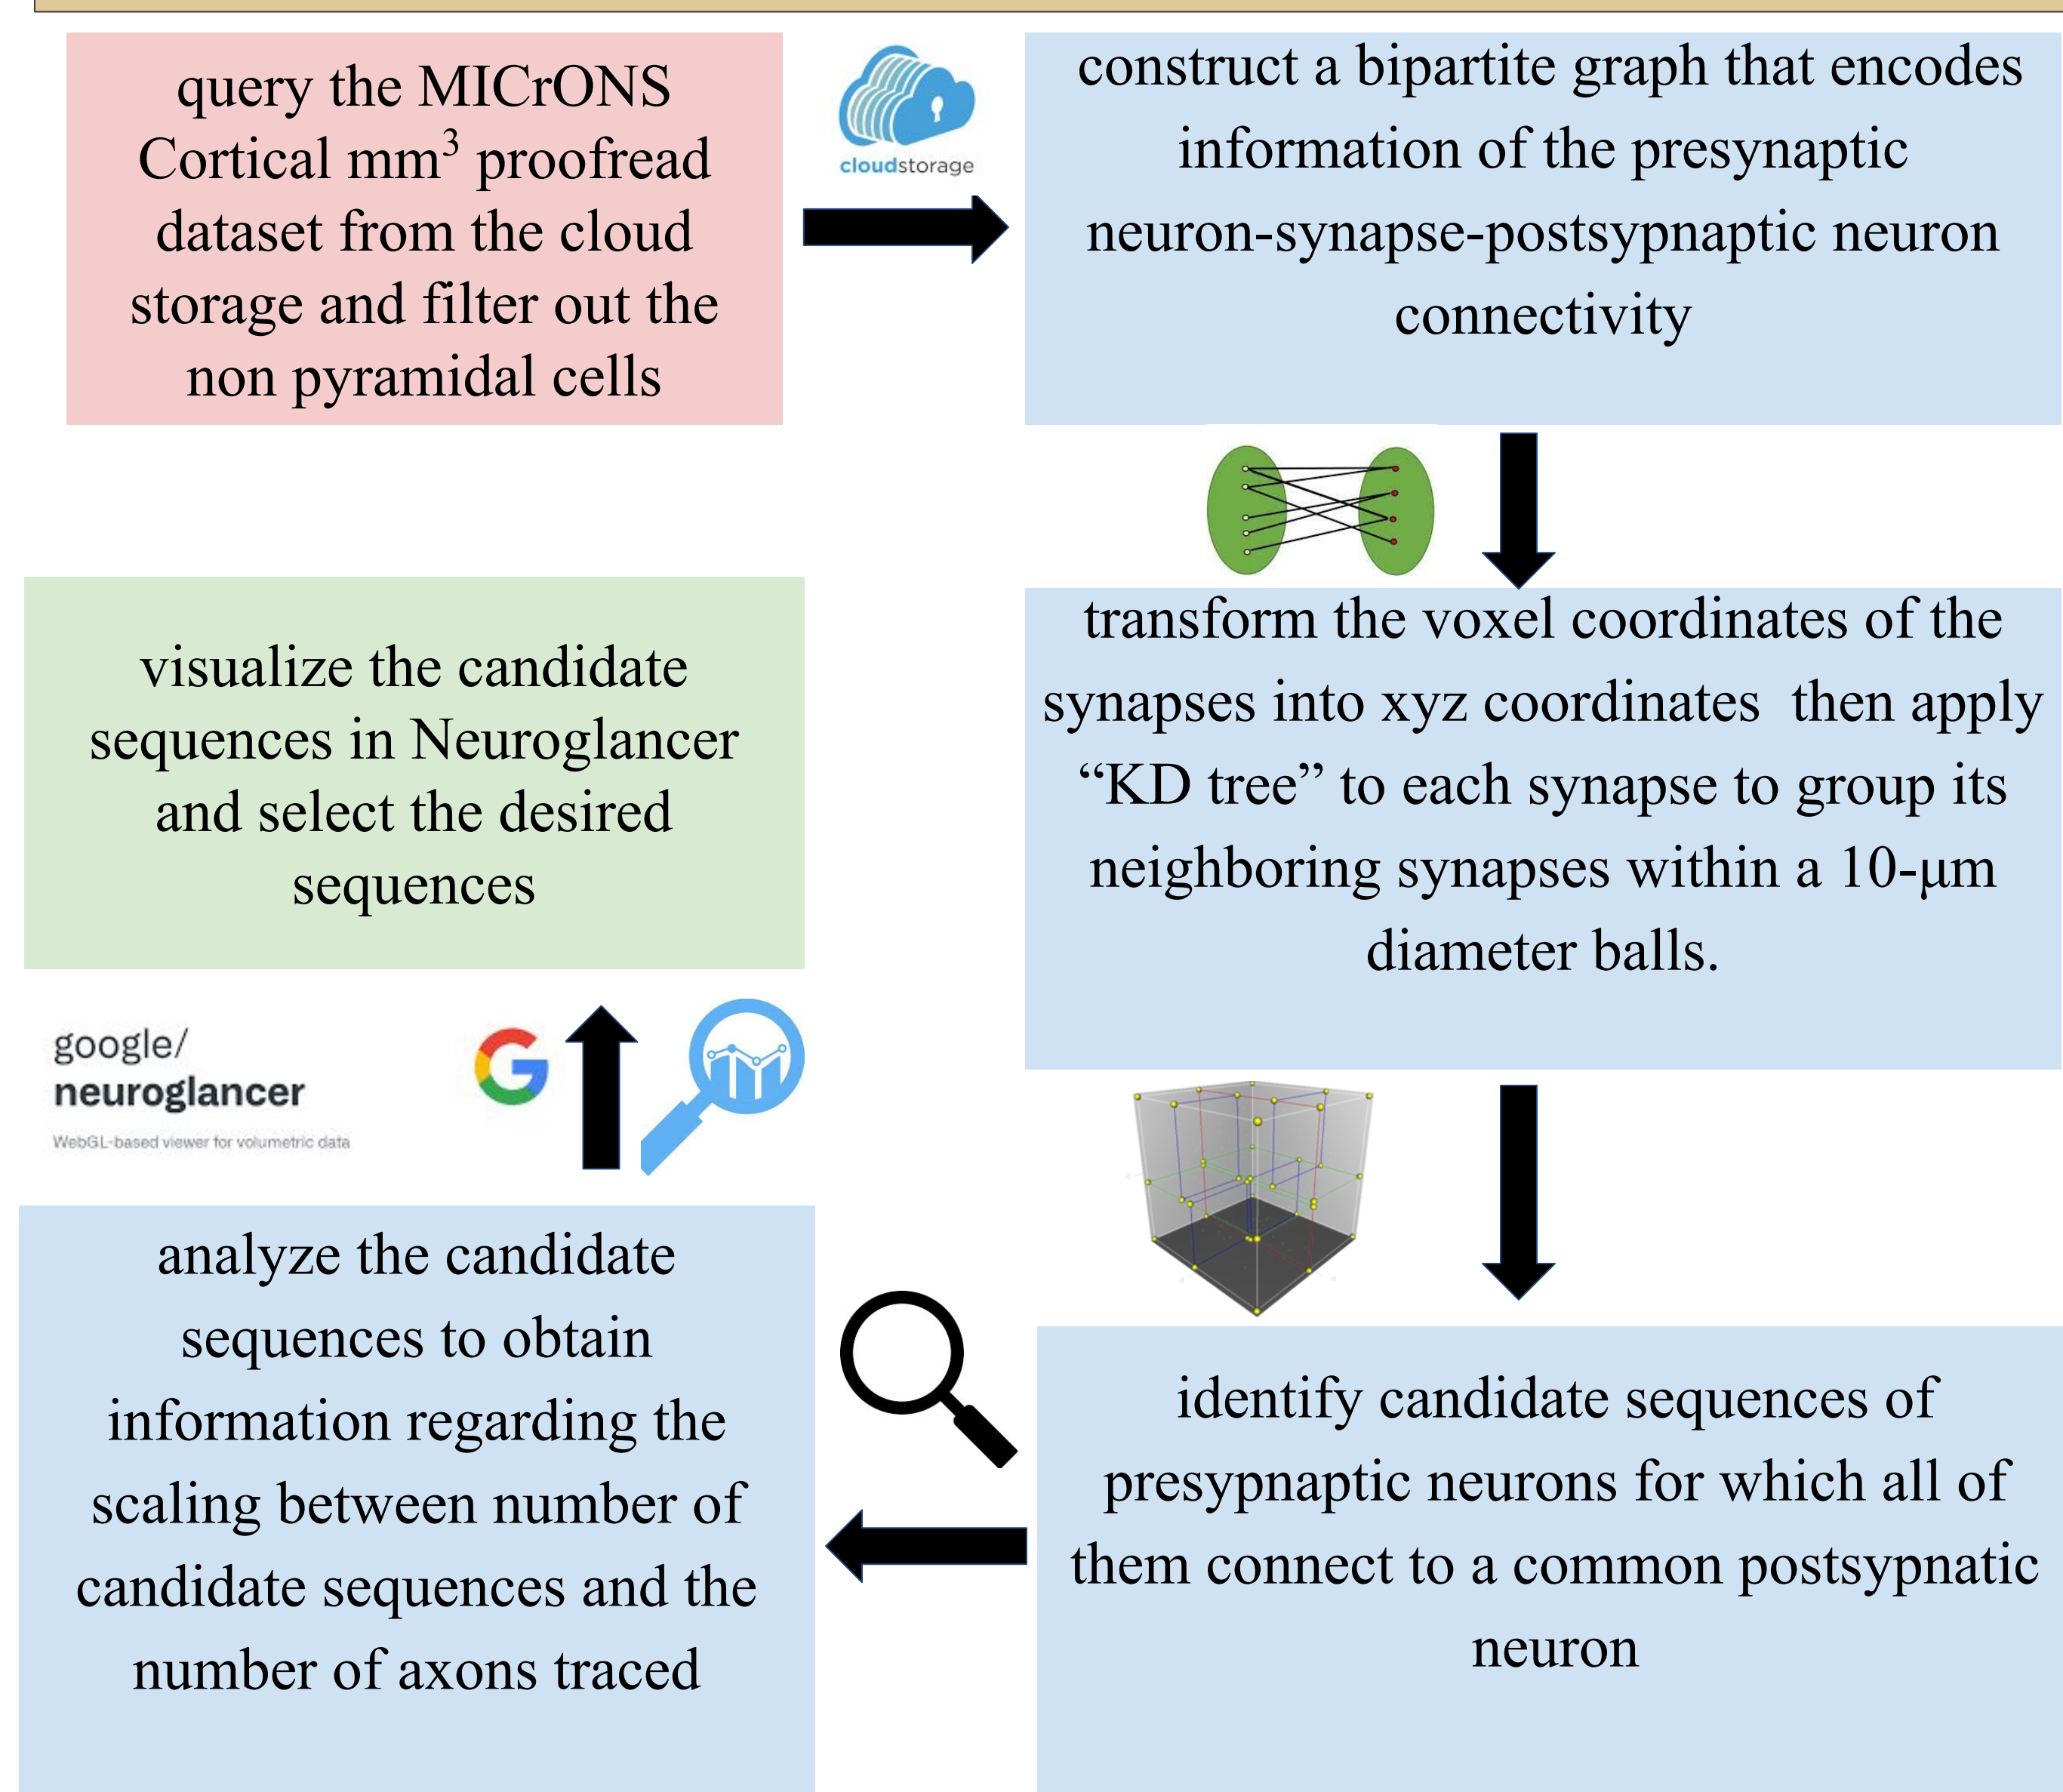 query the MICrONS
Cortical mm³ proofread
dataset from the cloud
storage and filter out the
non pyramidal cells
cloudstorage
construct a bipartite graph that encodes
information of the presynaptic
neuron-synapse-postsypnaptic neuron
connectivity
transform the voxel coordinates of the
synapses into xyz coordinates then apply
“KD tree” to each synapse to group its
neighboring synapses within a 10-μm
diameter balls.
identify candidate sequences of
presypnaptic neurons for which all of
them connect to a common postsypnatic
neuron
analyze the candidate
sequences to obtain
information regarding the
scaling between number of
candidate sequences and the
number of axons traced
google/
neuroglancer
WebGL-based viewer for volumetric data
G
visualize the candidate
sequences in Neuroglancer
and select the desired
sequences